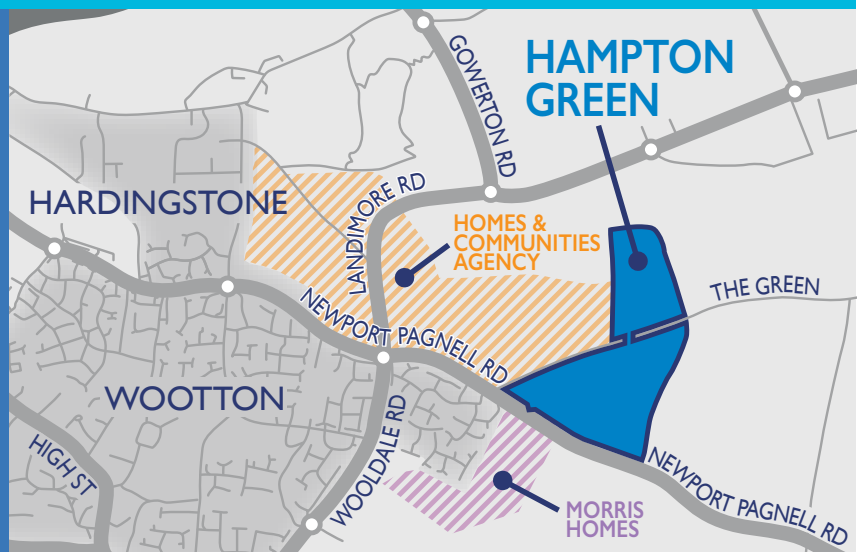 HAMPTON
GREEN
GOWERTON RD
HARDINGSTONE
LANDIMORE RD
HOMES &
COMMUNITIES
AGENCY
THE GREEN
NEWPORT PAGNELL RD
WOOTTON
HIGH ST
WOOLDALE RD
NEWPORT PAGNELL RD
MORRIS
HOMES